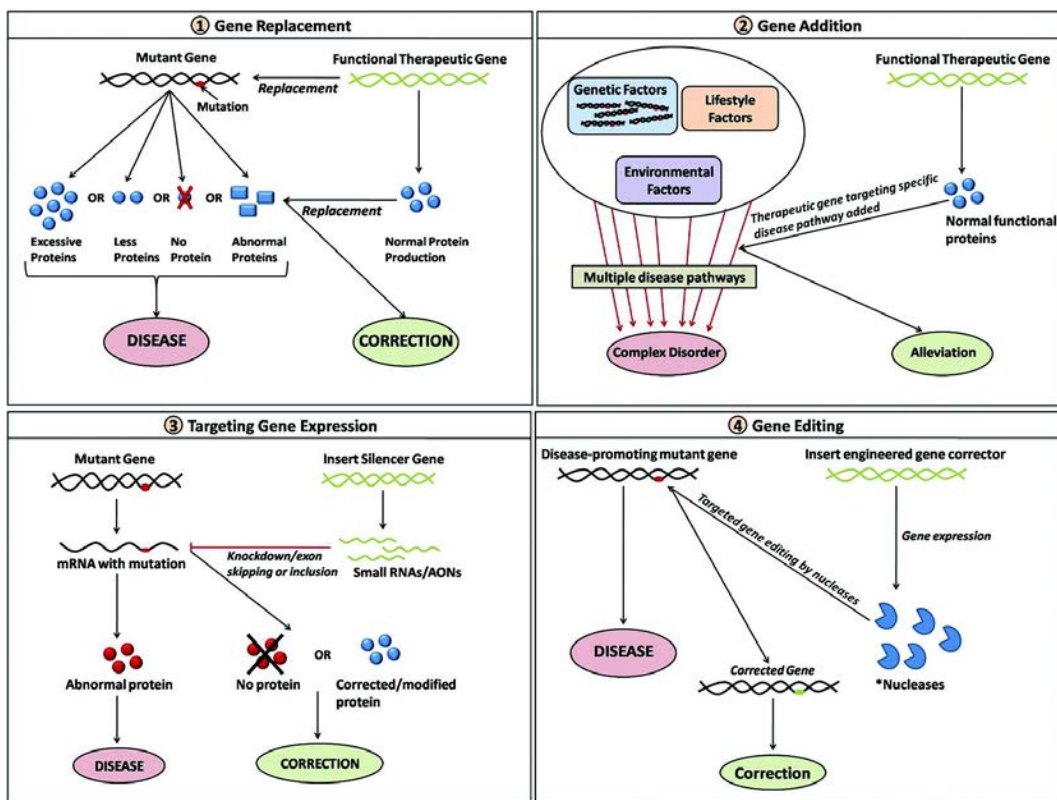 ① Gene Replacement
Mutant Gene
Functional Therapeutic Gene
Replacement
Mutation
OR
OR
OR
Replacement
Excessive
Proteins
Less
Proteins
No
Protein
Abnormal
Proteins
Normal Protein
Production
DISEASE
CORRECTION
② Gene Addition
Functional Therapeutic Gene
Genetic Factors
Lifestyle
Factors
Environmental
Factors
Therapeutic gene targeting specific
disease pathway added
Normal functional
proteins
Multiple disease pathways
Complex Disorder
Alleviation
③ Targeting Gene Expression
Mutant Gene
Insert Silencer Gene
mRNA with mutation
Knockdown/exon
skipping or inclusion
Small RNAs/AONs
OR
Abnormal protein
No protein
Corrected/modified
protein
DISEASE
CORRECTION
④ Gene Editing
Disease-promoting mutant gene
Insert engineered gene corrector
Targeted gene editing by nucleases
Gene expression
DISEASE
Corrected Gene
*Nucleases
Correction